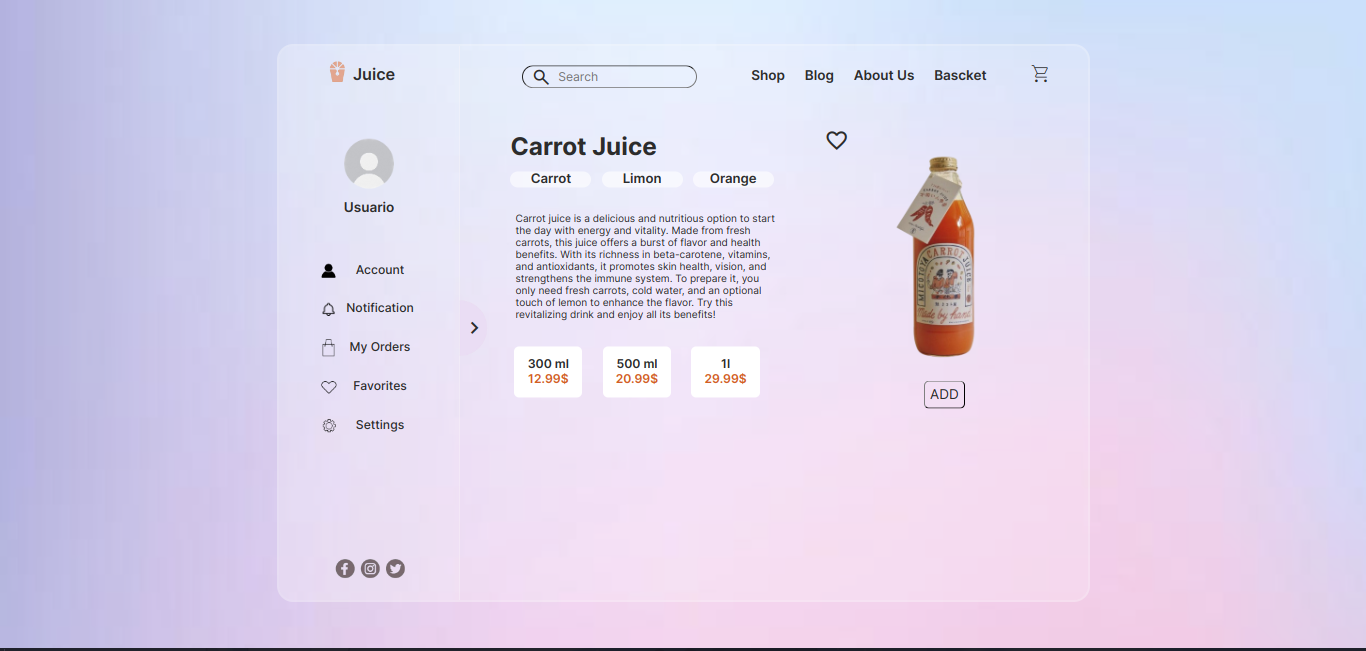 Juice
Search
Shop
Blog
About Us
Bascket
Usuario
Account
Notification
My Orders
Favorites
Settings
Carrot Juice
Carrot
Limon
Orange
Carrot juice is a delicious and nutritious option to start
the day with energy and vitality. Made from fresh
carrots, this juice offers a burst of flavor and health
benefits. With its richness in beta-carotene, vitamins,
and antioxidants, it promotes skin health, vision, and
strengthens the immune system. To prepare it, you
only need fresh carrots, cold water, and an optional
touch of lemon to enhance the flavor. Try this
revitalizing drink and enjoy all its benefits!
300 ml
12.99$
500 ml
20.99$
1l
29.99$
MICOTOYA CARROT JUICE
Made by
ADD